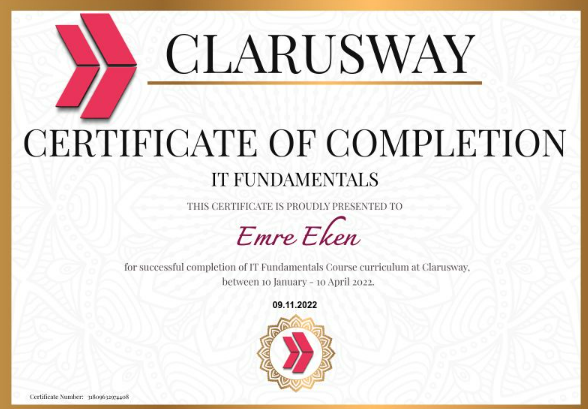 CLARUSWAY
CERTIFICATE OF COMPLETION
IT FUNDAMENTALS
THIS CERTIFICATE IS PROUDLY PRESENTED TO
Emre Eken
for successful completion of IT Fundamentals Course curriculum at Clarusway,
between 10 January - 10 April 2022.
09.11.2022
Certificate Number: